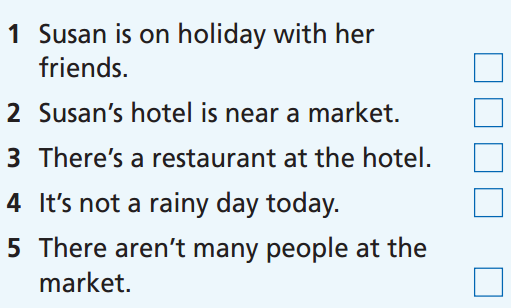 1 Susan is on holiday with her
friends.
2 Susan's hotel is near a market.
3 There's a restaurant at the hotel.
4 It's not a rainy day today.
5 There aren't many people at the
market.